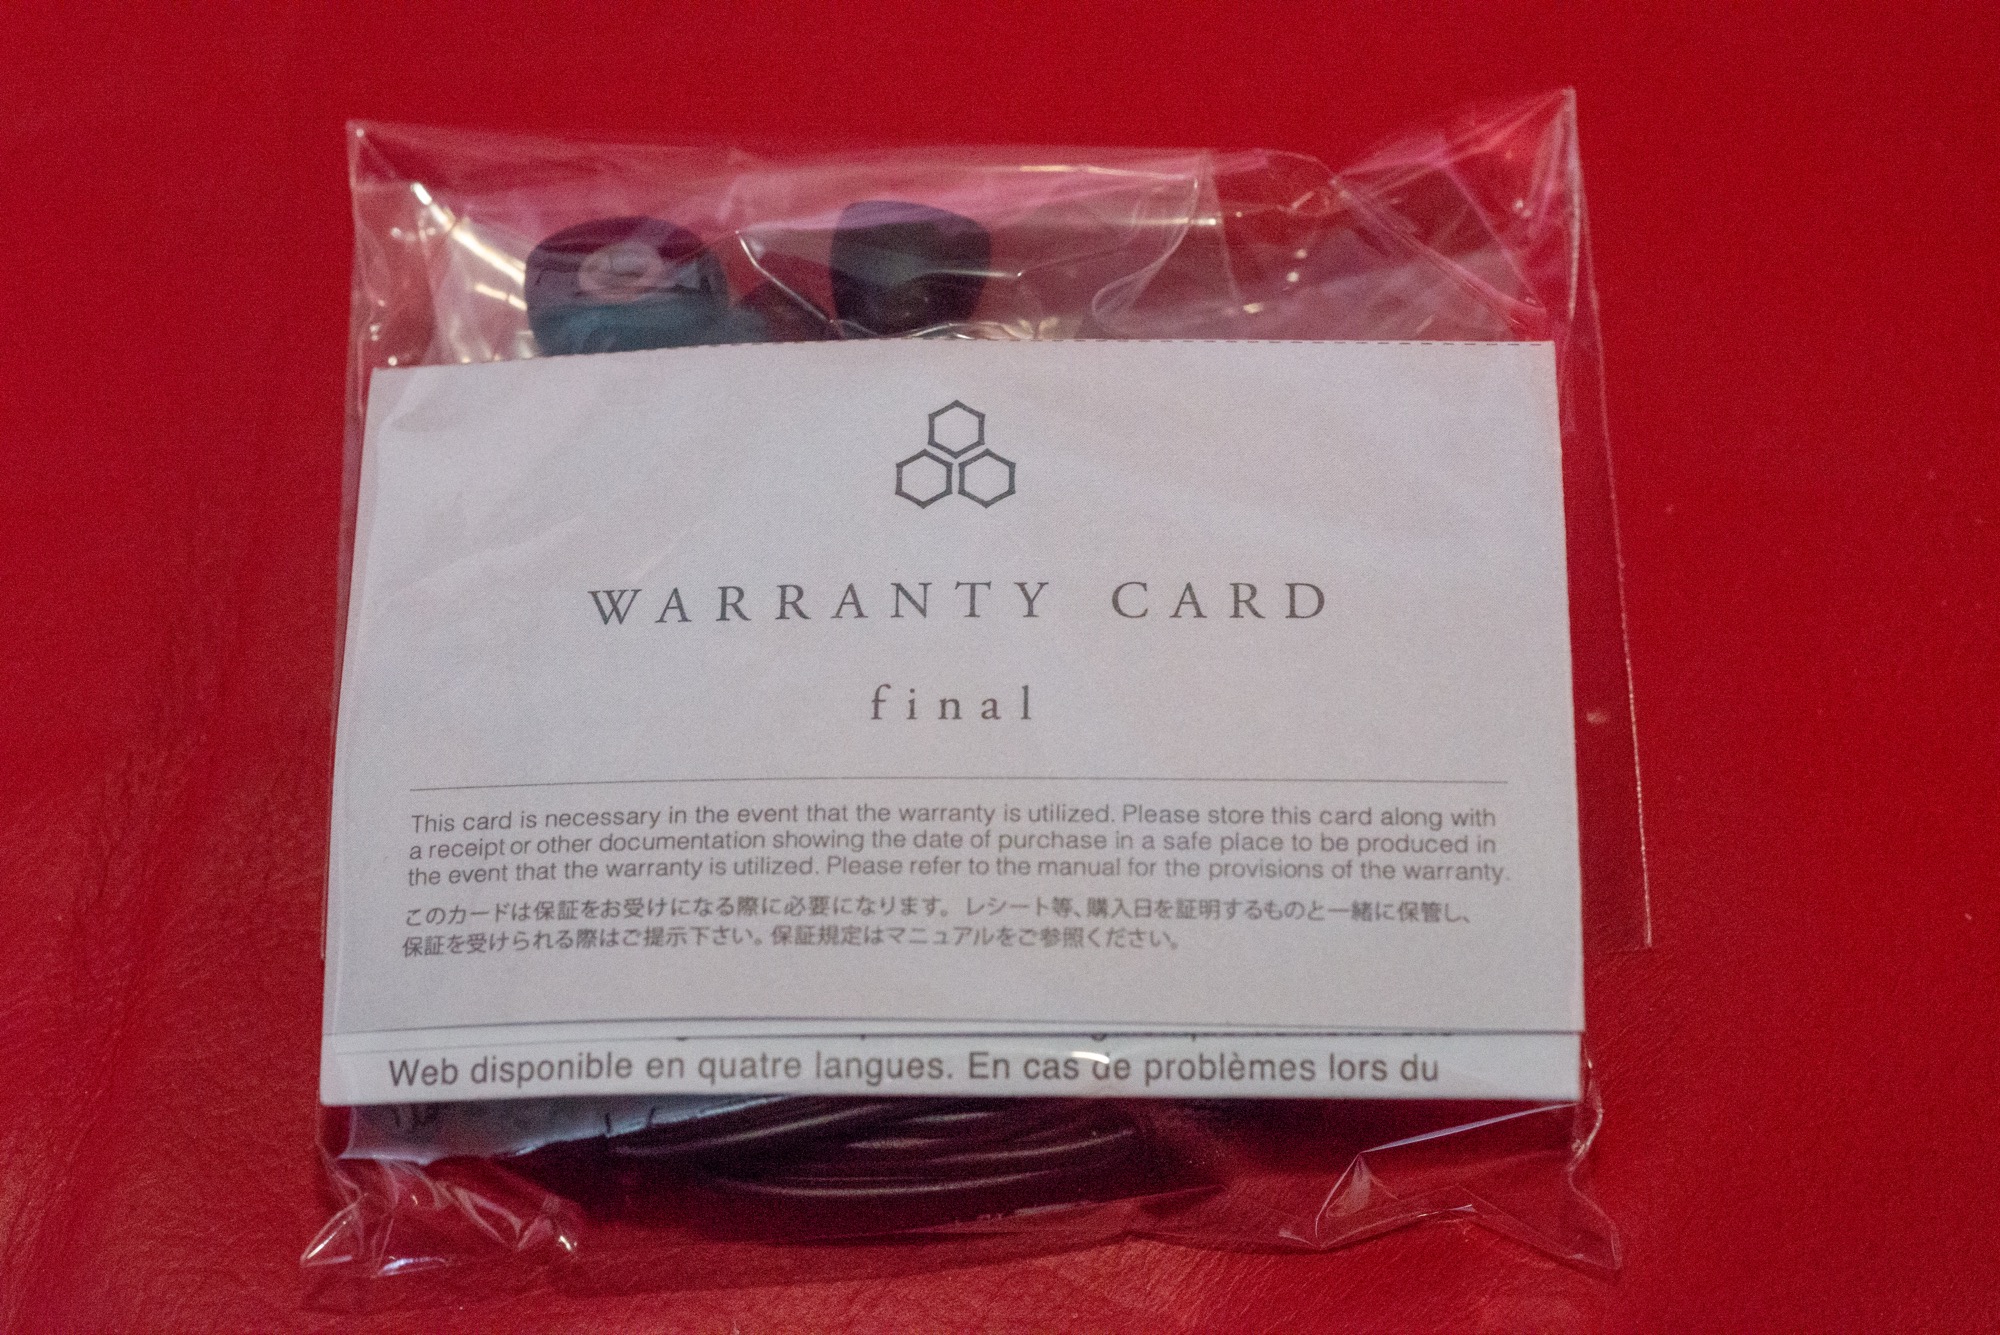 WARRANTY CARD
final
This card is necessary in the event that the warranty is utilized. Please store this card along with
a receipt or other documentation showing the date of purchase in a safe place to be produced in
the event that the warranty is utilized. Please refer to the manual for the provisions of the warranty.
このカードは保証をお受けになる際に必要になります。レシート等、購入日を証明するものと一緒に保管し、
保証を受けられる際はご提示下さい。保証規定はマニュアルをご参照ください。
Web disponible en quatre langues. En cas de problèmes lors du